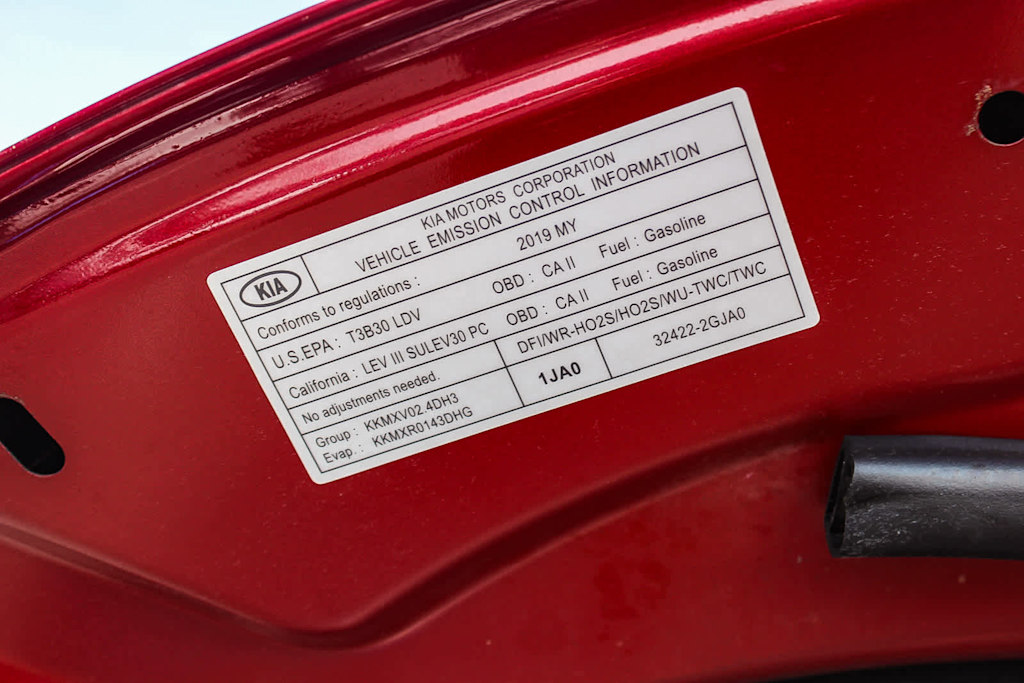 KIA MOTORS CORPORATION
KIA
VEHICLE EMISSION CONTROL INFORMATION
Conforms to regulations : 2019 MY
U.S.EPA : T3B30 LDV OBD : CA II Fuel : Gasoline
California : LEV III SULEV30 PC OBD : CA II Fuel : Gasoline
No adjustments needed. DFI/WR-HO2S/HO2S/WU-TWC/TWC
Group : KKMXV02.4DH3 1JA0 32422-2GJA0
Evap. : KKMXR0143DHG